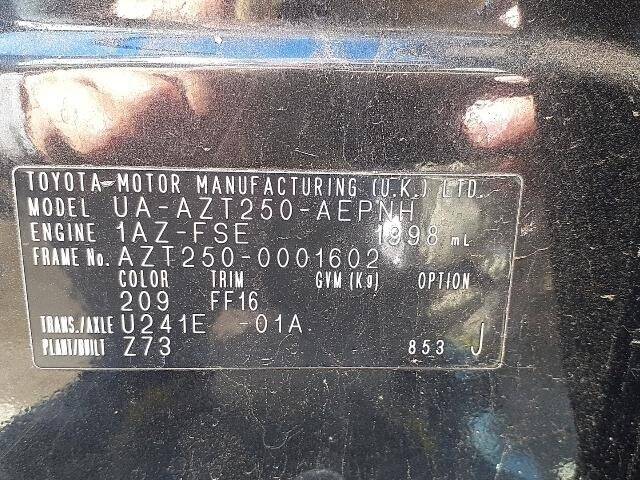 TOYOTA MOTOR MANUFACTURING (U.K.) LTD.
MODEL UA-AZT250-AEPNH
ENGINE 1AZ-FSE 1998 mL
FRAME No. AZT250-0001602
COLOR TRIM GVM (Kg) OPTION
209 FF16
TRANS./AXLE U241E -01A
PLANT/BUILT Z73 853 J